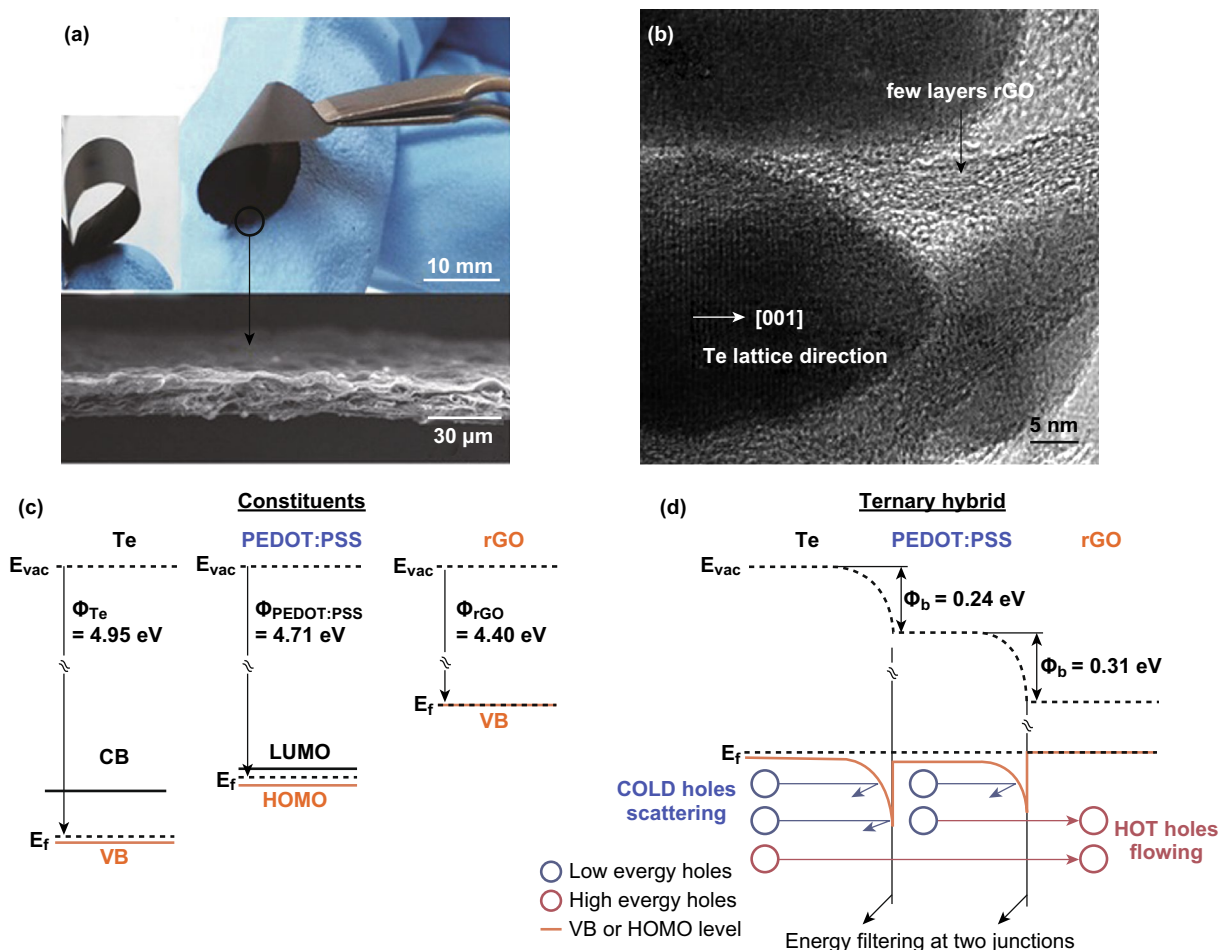 (a)
10 mm
30 μm
(b)
few layers rGO
[001]
Te lattice direction
5 nm
(c)
Constituents
Te
PEDOT:PSS
rGO
Evac
Evac
Evac
ΦTe
= 4.95 eV
ΦPEDOT:PSS
= 4.71 eV
ΦrGO
= 4.40 eV
Ef
VB
CB
LUMO
Ef
HOMO
Ef
VB
(d)
Ternary hybrid
Te
PEDOT:PSS
rGO
Evac
Φb = 0.24 eV
Φb = 0.31 eV
Ef
COLD holes
scattering
HOT holes
flowing
Low evergy holes
High evergy holes
VB or HOMO level
Energy filtering at two junctions